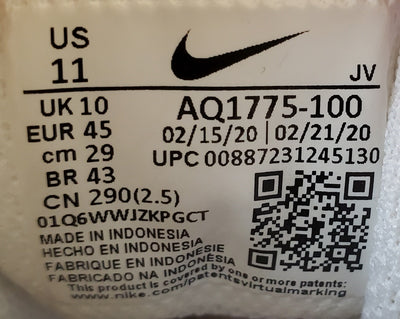 US
11
JV
UK 10
AQ1775-100
EUR 45
02/15/20 | 02/21/20
cm 29
UPC 00887231245130
BR 43
CN 290(2.5)
01Q6WWJZKPGCT
MADE IN INDONESIA
HECHO EN INDONESIA
FABRIQUE EN INDONESIE
FABRICADO NA INDONÉSIA
This product is covered by one or more patents:
www.nike.com/patentsvirtualmarking